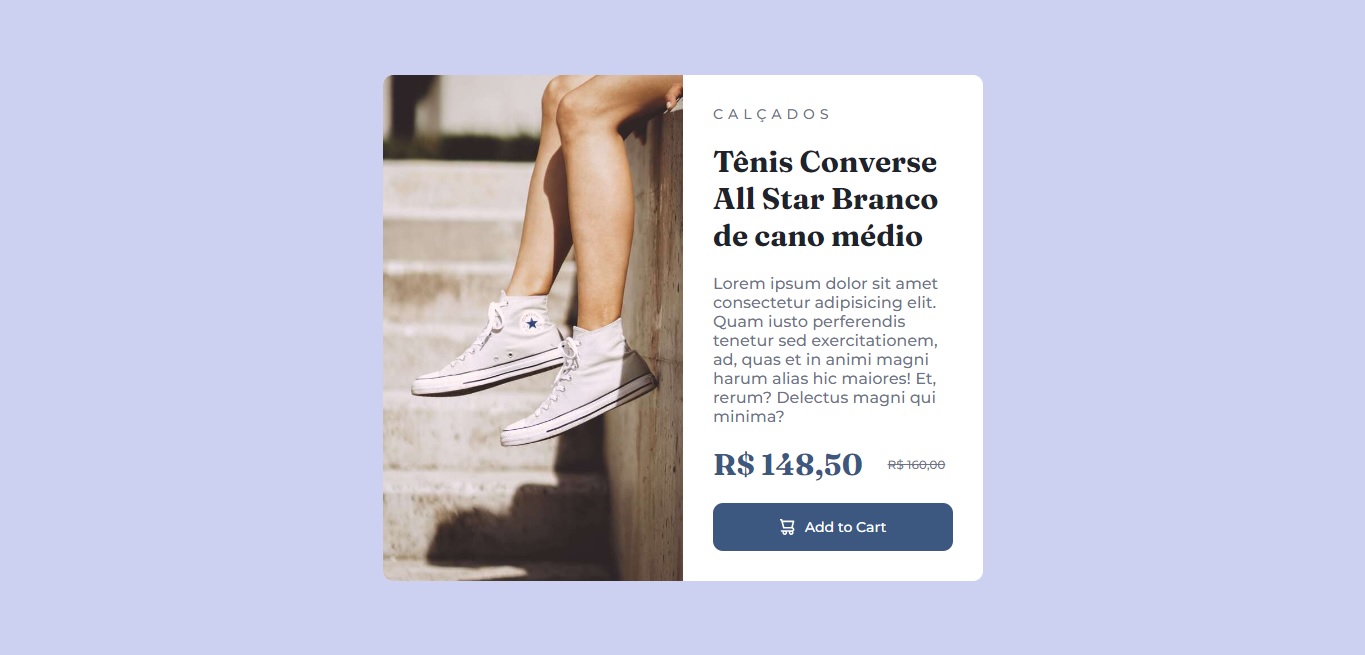 CALÇADOS
Tênis Converse
All Star Branco
de cano médio
Lorem ipsum dolor sit amet
consectetur adipisicing elit.
Quam iusto perferendis
tenetur sed exercitationem,
ad, quas et in animi magni
harum alias hic maiores! Et,
rerum? Delectus magni qui
minima?
R$ 148,50 R$ 160,00
Add to Cart